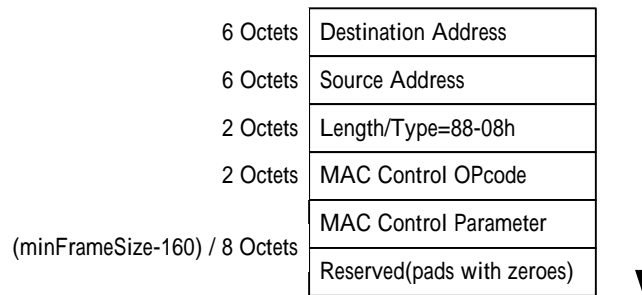 6 Octets Destination Address
6 Octets Source Address
2 Octets Length/Type=88-08h
2 Octets MAC Control OPcode
MAC Control Parameter
(minFrameSize-160) / 8 Octets
Reserved(pads with zeroes)